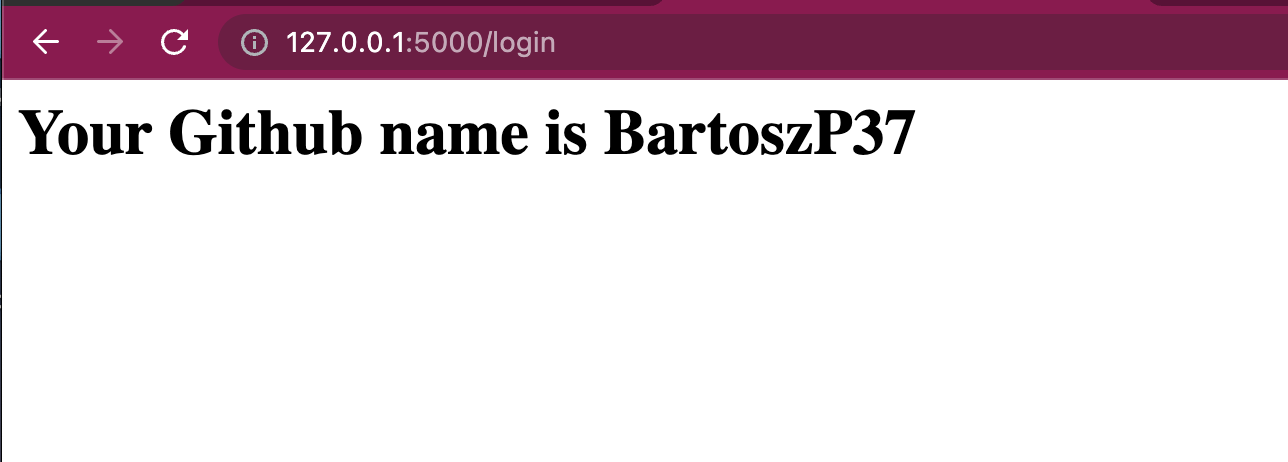 127.0.0.1:5000/login
Your Github name is BartoszP37